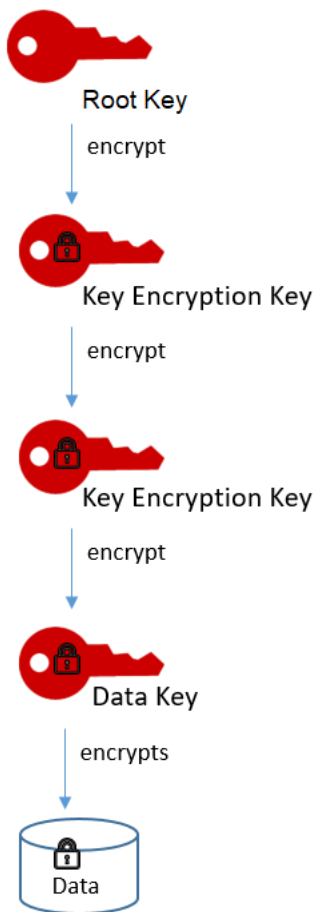 Root Key
encrypt
Key Encryption Key
encrypt
Key Encryption Key
encrypt
Data Key
encrypts
Data